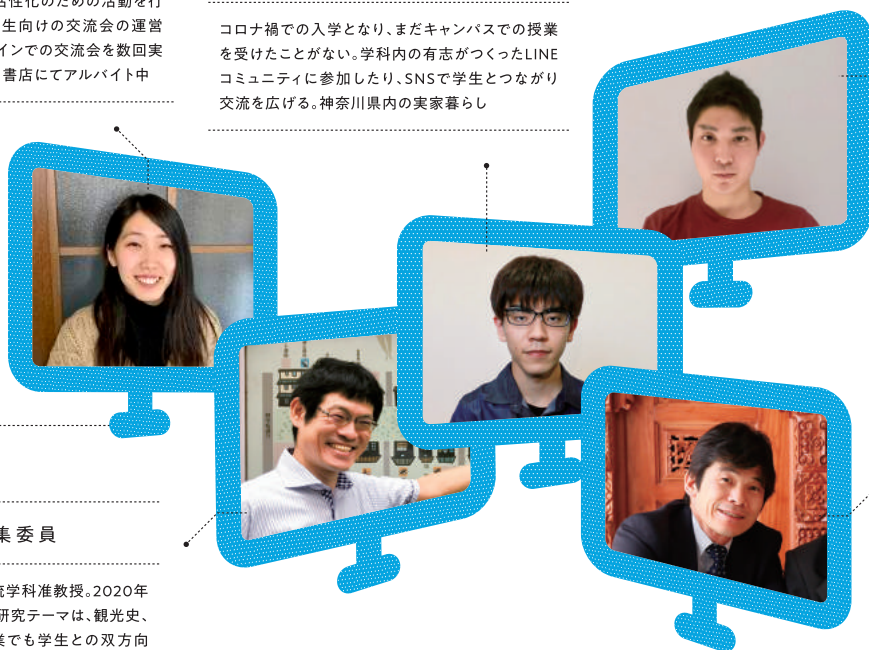 活性化のための活動を行
生向けの交流会の運営
インでの交流会を数回実
書店にてアルバイト中
コロナ禍での入学となり、まだキャンパスでの授業
を受けたことがない。学科内の有志がつくったLINE
コミュニティに参加したり、SNSで学生とつながり
交流を広げる。神奈川県内の実家暮らし
集委員
流学科准教授。2020年
研究テーマは、観光史、
業でも学生との双方向